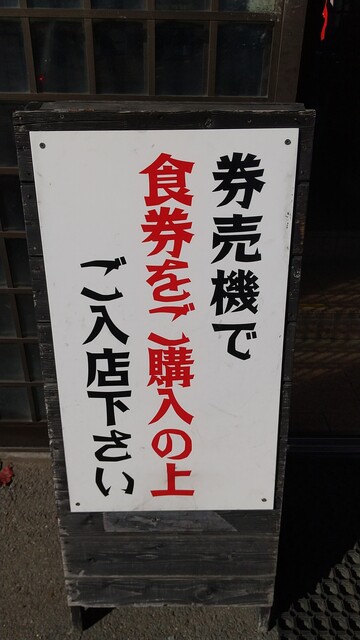 券売機で
食券をご購入の上
ご入店下さい